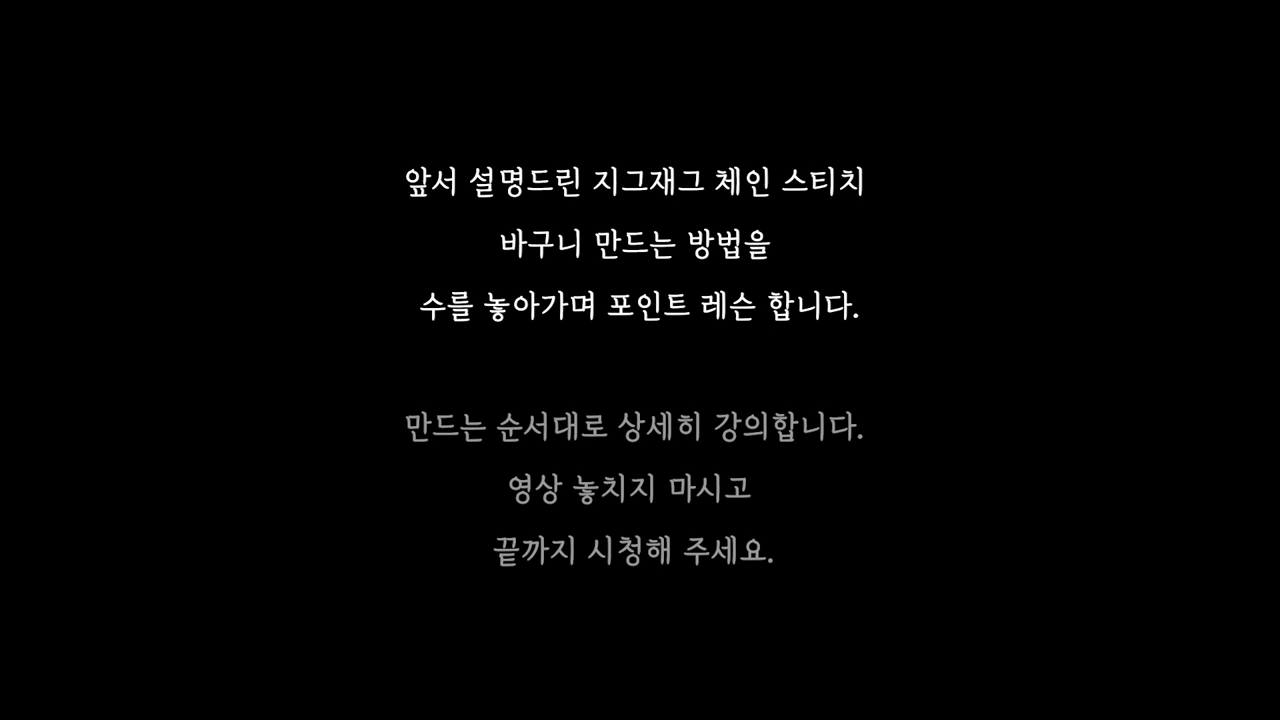 앞서 설명드린 지그재그 체인 스티치
바구니 만드는 방법을
수를 놓아가며 포인트 레슨 합니다.
만드는 순서대로 상세히 강의합니다.
영상 놓치지 마시고
끝까지 시청해 주세요.